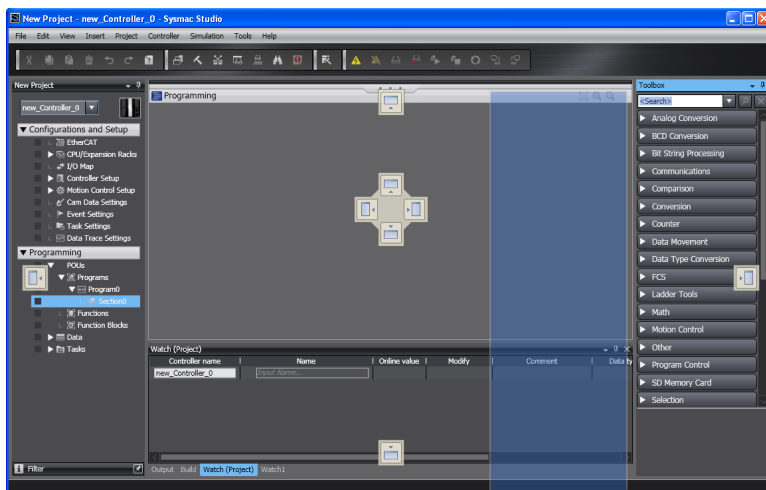 New Project - new_Controller_0 - Sysmac Studio
File Edit View Insert Project Controller Simulation Tools Help
New Project
new_Controller_0
Configurations and Setup
EtherCAT
CPU/Expansion Racks
I/O Map
Controller Setup
Motion Control Setup
Cam Data Settings
Event Settings
Task Settings
Data Trace Settings
Programming
POUs
Programs
Program0
Section0
Functions
Function Blocks
Data
Tasks
Filter
Programming
Watch (Project)
Controller name Name Online value Modify Comment Data ty
new_Controller_0 Input Name...
Output Build Watch (Project) Watch1
Toolbox
<Search>
Analog Conversion
BCD Conversion
Bit String Processing
Communications
Comparison
Conversion
Counter
Data Movement
Data Type Conversion
FCS
Ladder Tools
Math
Motion Control
Other
Program Control
SD Memory Card
Selection